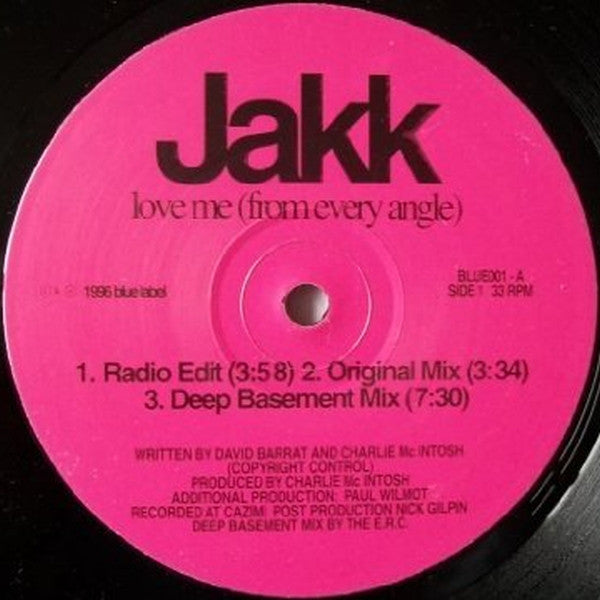 Jakk
love me (from every angle)
℗ 1996 blue label
BLUE001 - A
SIDE 1 33 RPM
1. Radio Edit (3:58) 2. Original Mix (3:34)
3. Deep Basement Mix (7:30)
WRITTEN BY DAVID BARRAT AND CHARLIE Mc INTOSH
(COPYRIGHT CONTROL)
PRODUCED BY CHARLIE Mc INTOSH
ADDITIONAL PRODUCTION: PAUL WILMOT
RECORDED AT CAZIMI POST PRODUCTION NICK GILPIN
DEEP BASEMENT MIX BY THE E.R.C.